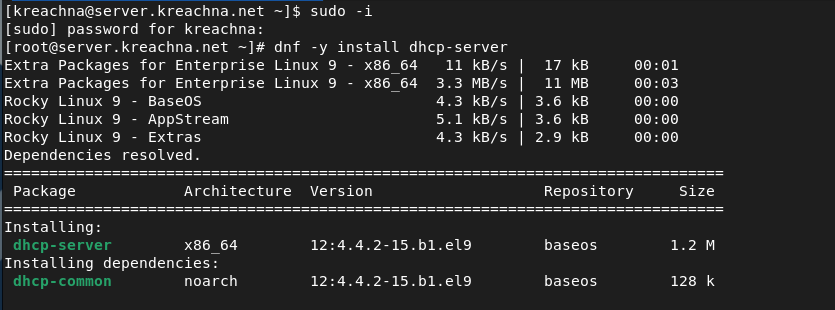 [kreachna@server.kreachna.net ~]$ sudo -i
[sudo] password for kreachna:
[root@server.kreachna.net ~]# dnf -y install dhcp-server
Extra Packages for Enterprise Linux 9 - x86_64   11 kB/s |  17 kB     00:01
Extra Packages for Enterprise Linux 9 - x86_64  3.3 MB/s |  11 MB     00:03
Rocky Linux 9 - BaseOS                          4.3 kB/s | 3.6 kB     00:00
Rocky Linux 9 - AppStream                       5.1 kB/s | 3.6 kB     00:00
Rocky Linux 9 - Extras                          4.3 kB/s | 2.9 kB     00:00
Dependencies resolved.
================================================================================
 Package            Architecture  Version                   Repository     Size
================================================================================
Installing:
 dhcp-server        x86_64        12:4.4.2-15.b1.el9        baseos        1.2 M
Installing dependencies:
 dhcp-common        noarch        12:4.4.2-15.b1.el9        baseos        128 k